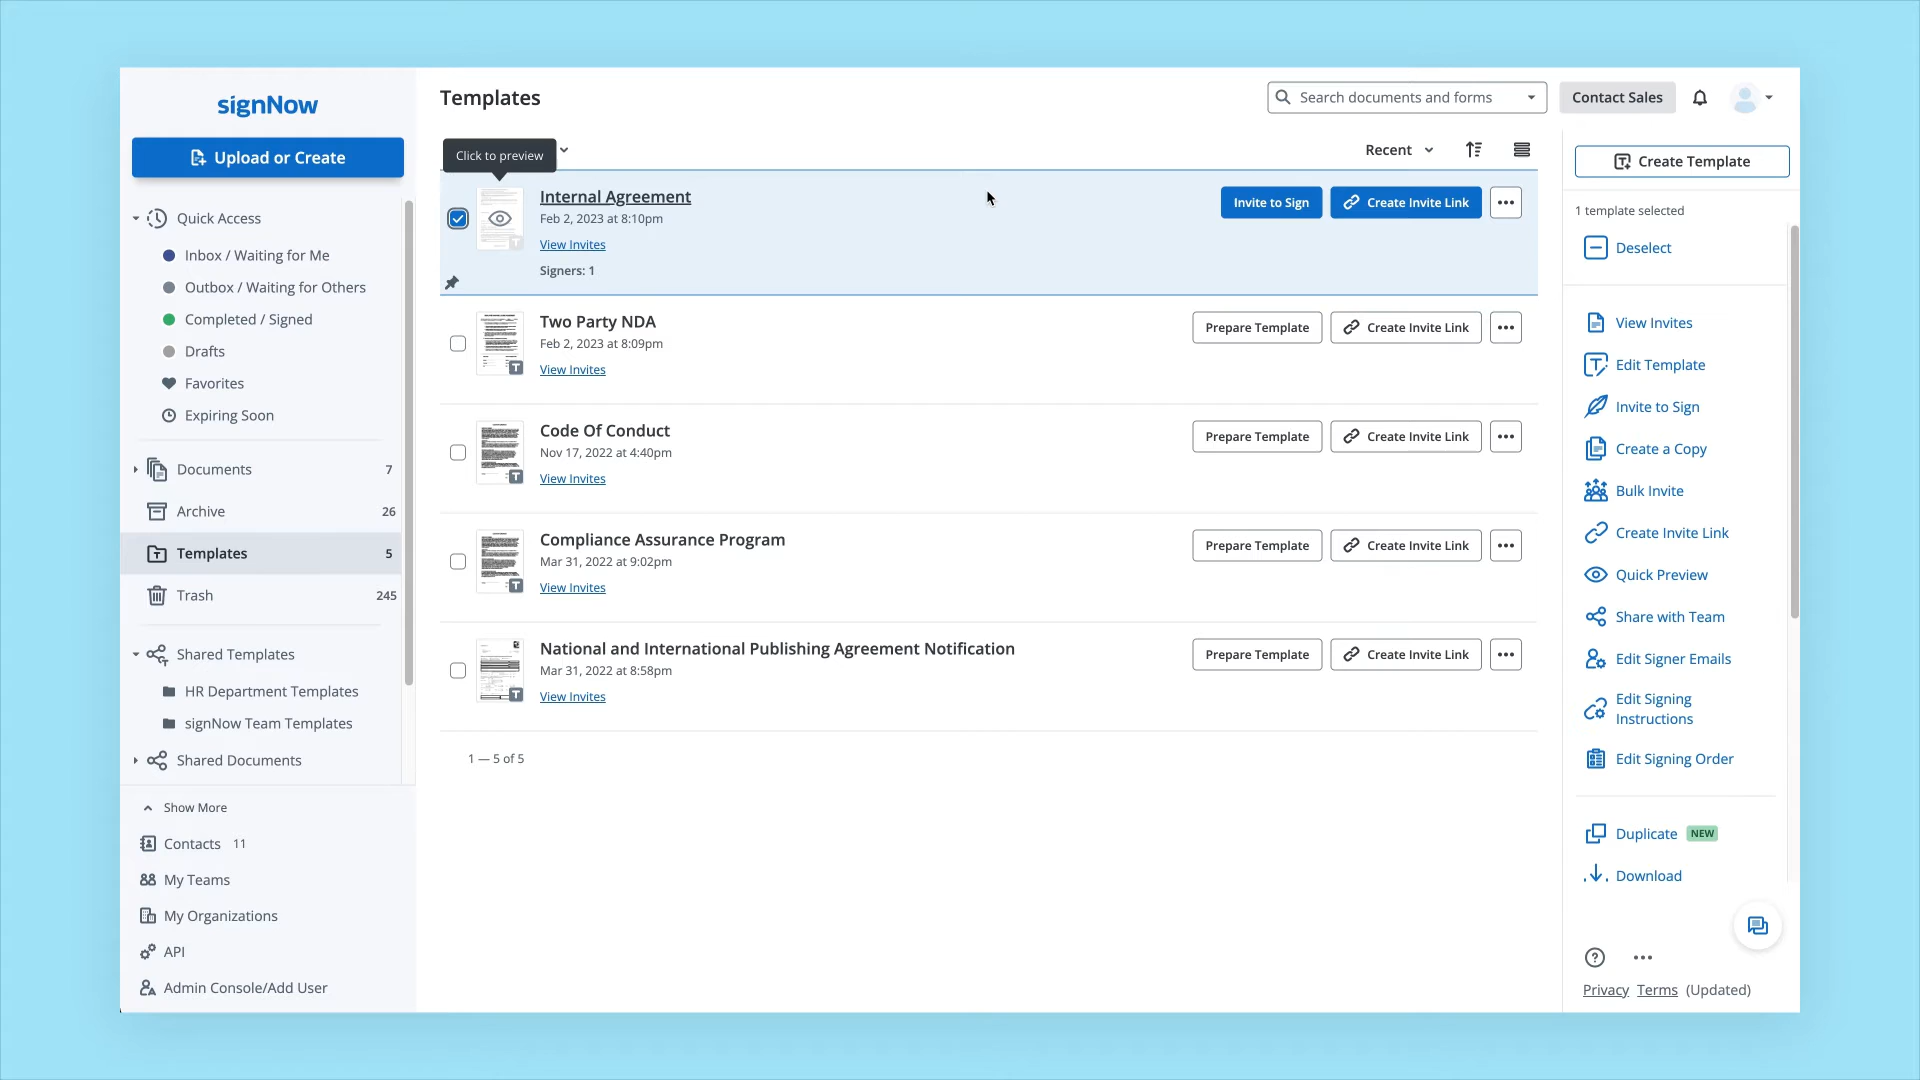 signNow
Upload or Create
Quick Access
Inbox / Waiting for Me
Outbox / Waiting for Others
Completed / Signed
Drafts
Favorites
Expiring Soon
Documents 7
Archive 26
Templates 5
Trash 245
Shared Templates
HR Department Templates
signNow Team Templates
Shared Documents
Show More
Contacts 11
My Teams
My Organizations
API
Admin Console/Add User
Templates
Search documents and forms
Contact Sales
Click to preview
Recent
Internal Agreement
Feb 2, 2023 at 8:10pm
View Invites
Signers: 1
Invite to Sign
Create Invite Link
Two Party NDA
Feb 2, 2023 at 8:09pm
View Invites
Prepare Template
Create Invite Link
Code Of Conduct
Nov 17, 2022 at 4:40pm
View Invites
Prepare Template
Create Invite Link
Compliance Assurance Program
Mar 31, 2022 at 9:02pm
View Invites
Prepare Template
Create Invite Link
National and International Publishing Agreement Notification
Mar 31, 2022 at 8:58pm
View Invites
Prepare Template
Create Invite Link
1 — 5 of 5
Create Template
1 template selected
Deselect
View Invites
Edit Template
Invite to Sign
Create a Copy
Bulk Invite
Create Invite Link
Quick Preview
Share with Team
Edit Signer Emails
Edit Signing
Instructions
Edit Signing Order
Duplicate NEW
Download
Privacy Terms (Updated)